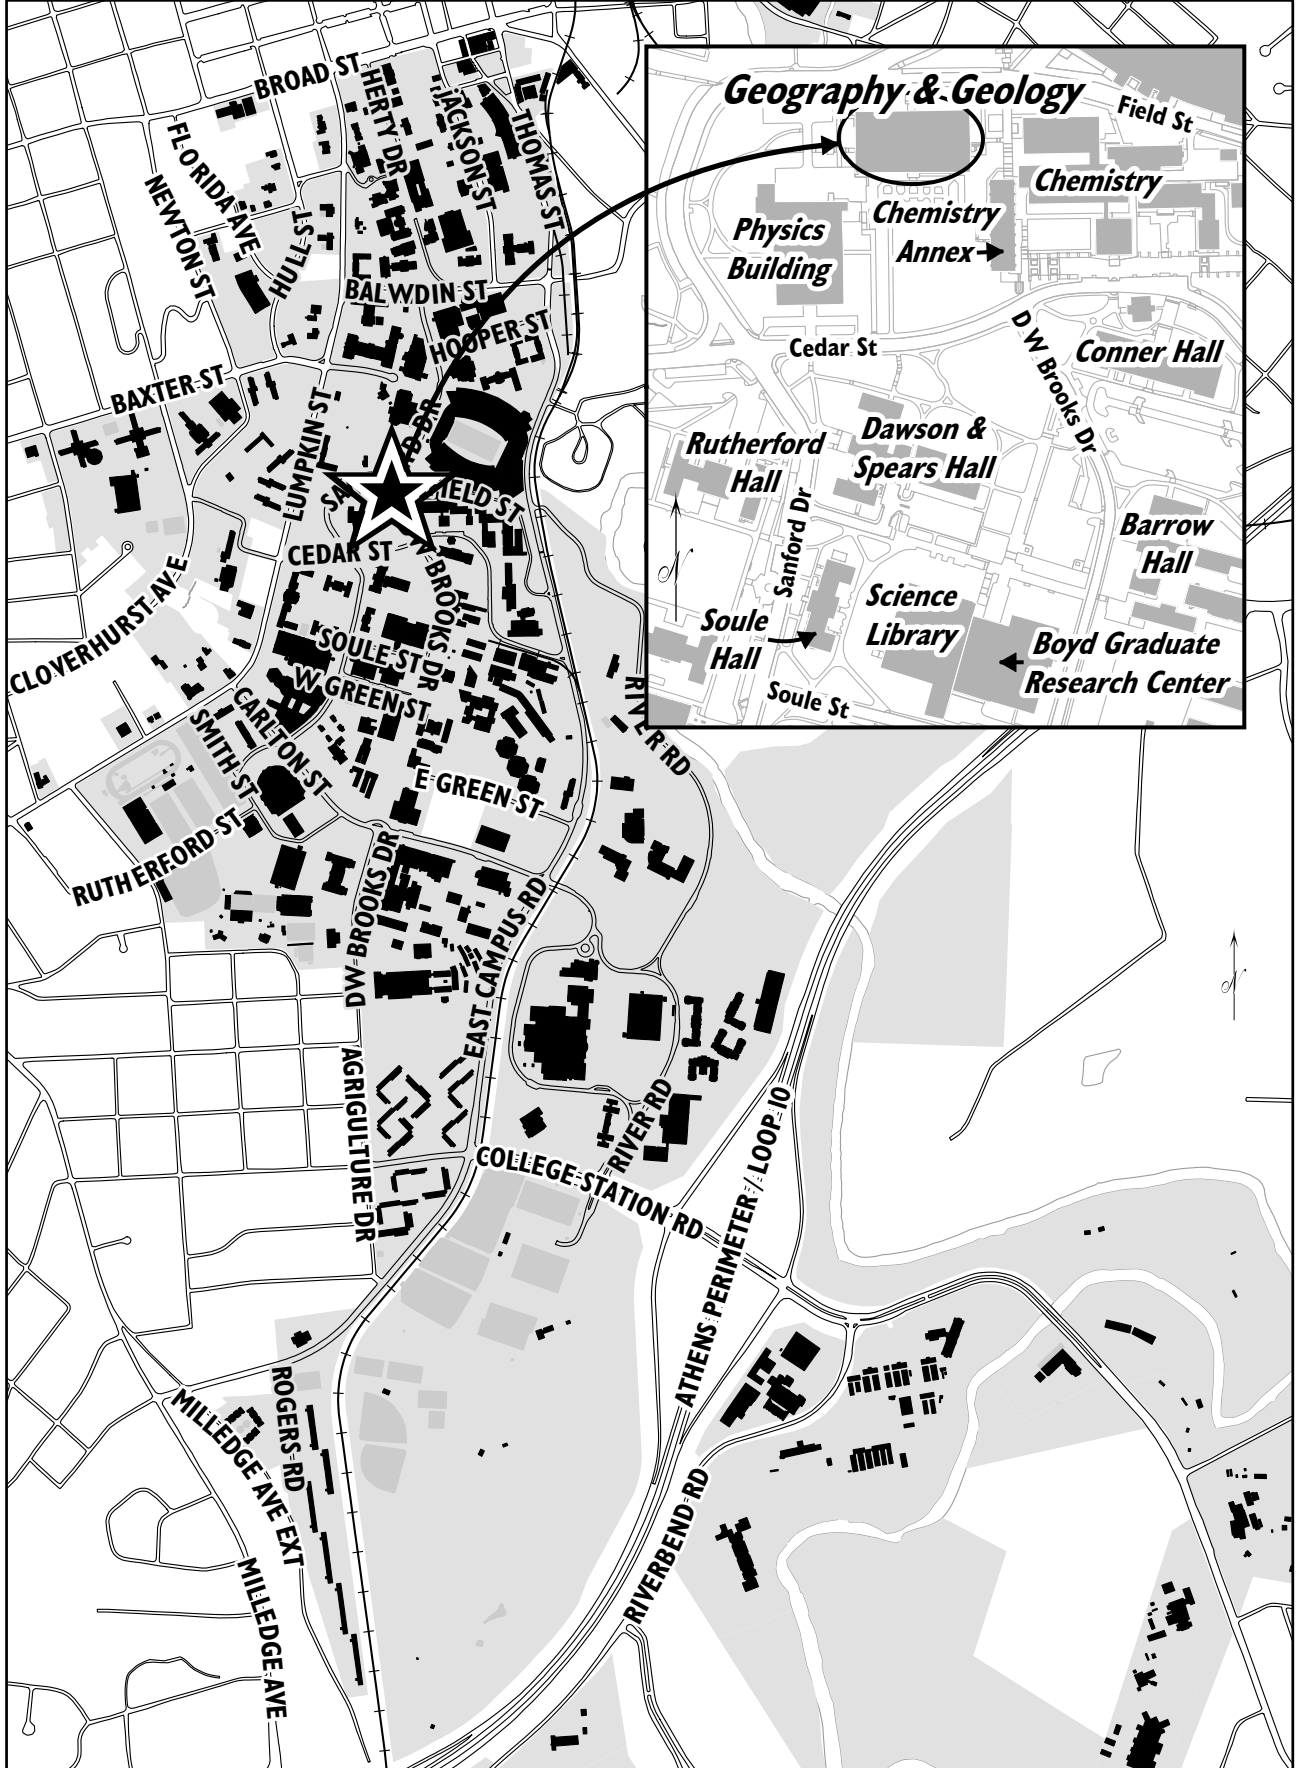 BROAD ST
HERTY DR
JACKSON ST
THOMAS ST
FLORIDA AVE
NEWTON ST
HULL ST
BALWDIN ST
HOOPER ST
BAXTER ST
LUMPKIN ST
FIELD ST
CEDAR ST
CLOVERHURST AVE
BROOKS DR
SOULE ST
W GREEN ST
CARLTON ST
SMITH ST
E GREEN ST
RUTHERFORD ST
RIVER RD
DW BROOKS DR
EAST CAMPUS RD
AGRIGULTURE DR
RIVER RD
COLLEGE STATION RD
ATHENS PERIMETER / LOOP 10
ROGERS RD
MILLEDGE AVE EXT
MILLEDGE AVE
RIVERBEND RD
Geography & Geology
Field St
Chemistry
Chemistry
Annex
Physics
Building
Cedar St
D W Brooks Dr
Conner Hall
Rutherford
Hall
Dawson &
Spears Hall
Sanford Dr
Barrow
Hall
N
Soule
Hall
Science
Library
Boyd Graduate
Research Center
Soule St
N